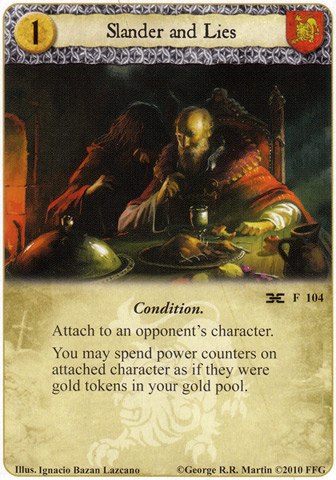 1
Slander and Lies
F 104
Condition.
Attach to an opponent's character.
You may spend power counters on
attached character as if they were
gold tokens in your gold pool.
Illus. Ignacio Bazan Lazcano
©George R.R. Martin ©2010 FFG